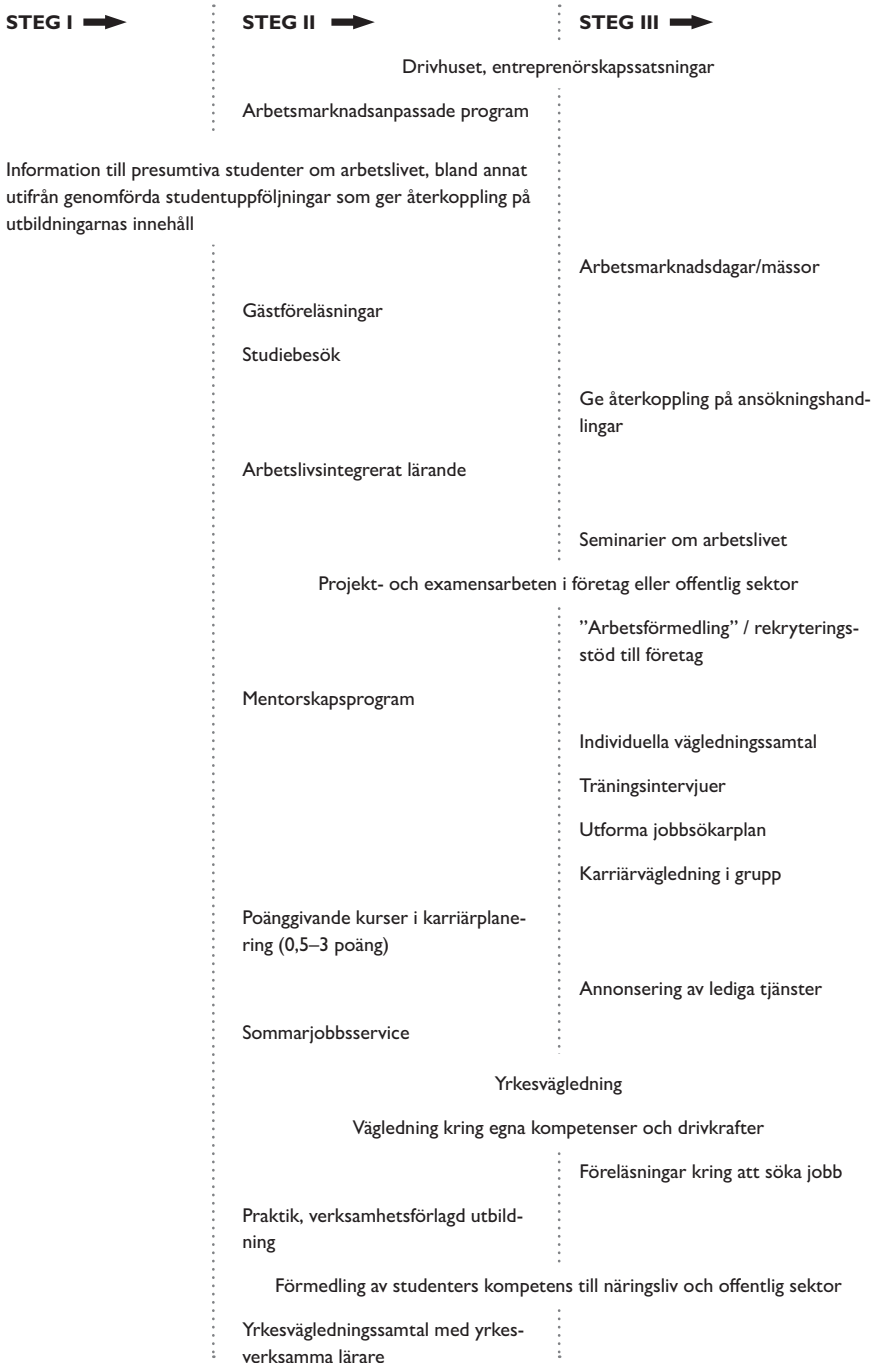 STEG I STEG II STEG III
Drivhuset, entreprenörskapssatsningar
Arbetsmarknadsanpassade program
Information till presumtiva studenter om arbetslivet, bland annat
utifrån genomförda studentuppföljningar som ger återkoppling på
utbildningarnas innehåll
Arbetsmarknadsdagar/mässor
Gästföreläsningar
Studiebesök
Ge återkoppling på ansökningshand-
lingar
Arbetslivsintegrerat lärande
Seminarier om arbetslivet
Projekt- och examensarbeten i företag eller offentlig sektor
”Arbetsförmedling” / rekryterings-
stöd till företag
Mentorskapsprogram
Individuella vägledningssamtal
Träningsintervjuer
Utforma jobbsökarplan
Karriärvägledning i grupp
Poänggivande kurser i karriärplane-
ring (0,5–3 poäng)
Annonsering av lediga tjänster
Sommarjobbsservice
Yrkesvägledning
Vägledning kring egna kompetenser och drivkrafter
Föreläsningar kring att söka jobb
Praktik, verksamhetsförlagd utbild-
ning
Förmedling av studenters kompetens till näringsliv och offentlig sektor
Yrkesvägledningssamtal med yrkes-
verksamma lärare